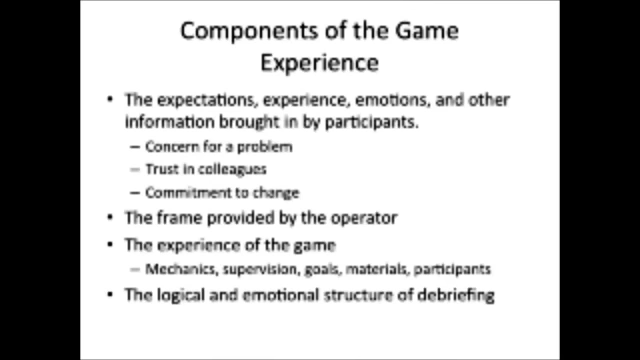 Components of the Game
Experience
• The expectations, experience, emotions, and other
information brought in by participants.
– Concern for a problem
– Trust in colleagues
– Commitment to change
• The frame provided by the operator
• The experience of the game
– Mechanics, supervision, goals, materials, participants
• The logical and emotional structure of debriefing